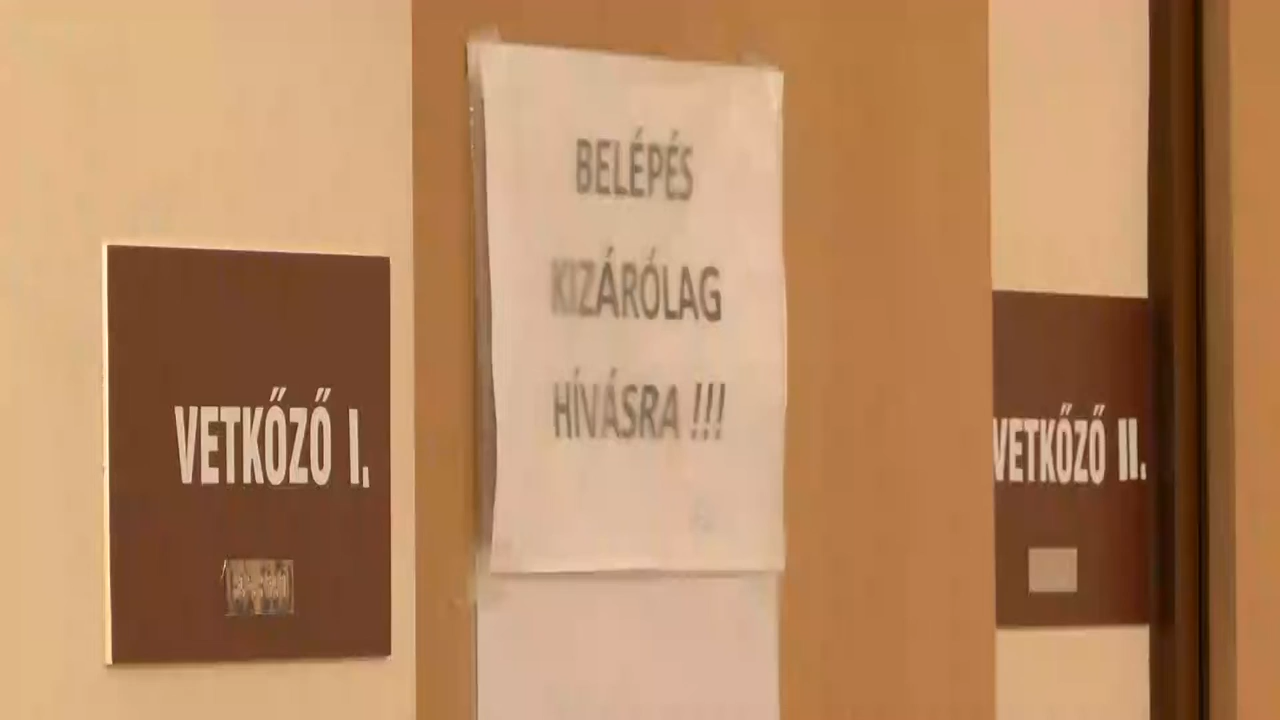 VETKŐZŐ I.
BELÉPÉS
KIZÁRÓLAG
HÍVÁSRA !!!
VETKŐZŐ II.